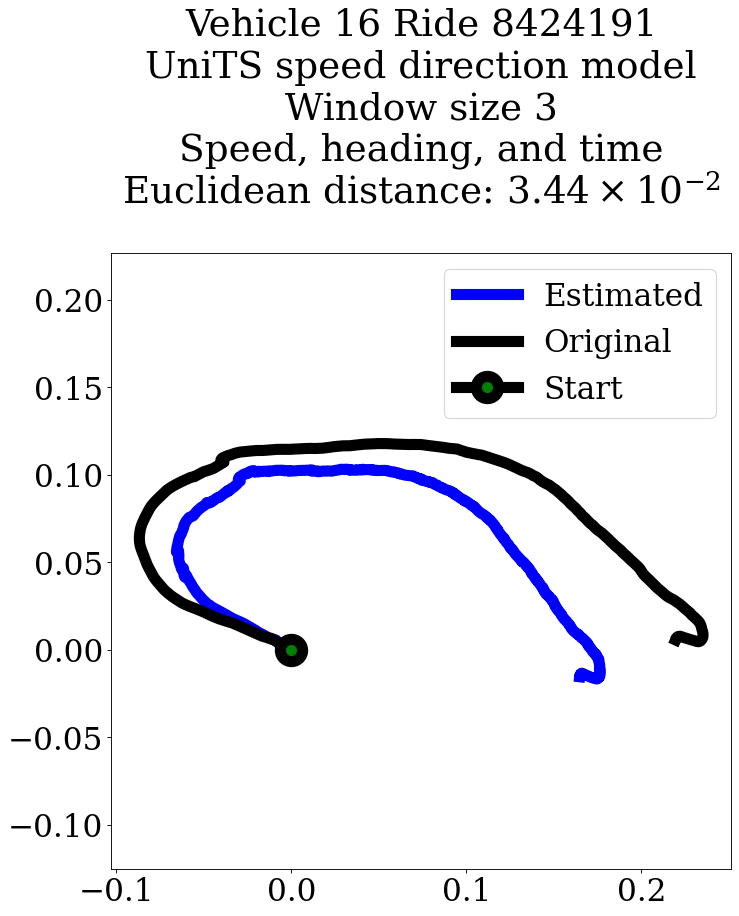 Vehicle 16 Ride 8424191
UniTS speed direction model
Window size 3
Speed, heading, and time
Euclidean distance: 3.44 × 10⁻²
Estimated
Original
Start
0.20
0.15
0.10
0.05
0.00
−0.05
−0.10
−0.1 0.0 0.1 0.2